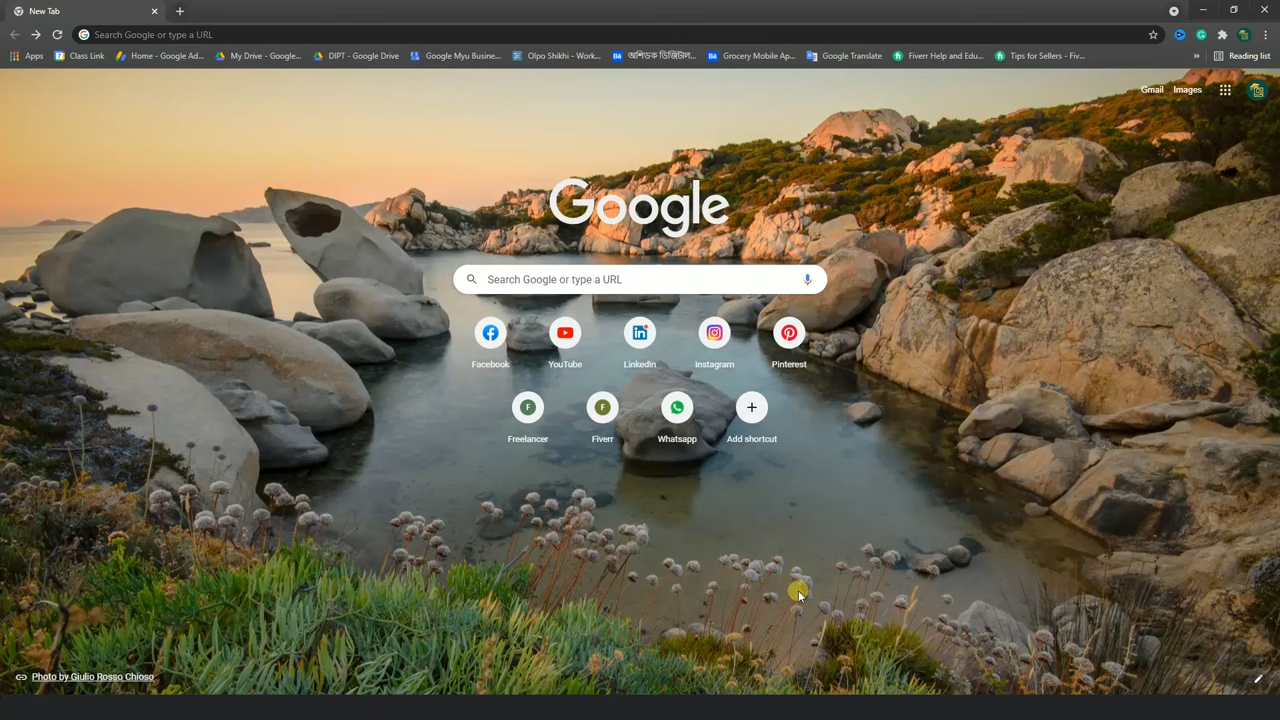 New Tab
Search Google or type a URL
Apps
Class Link
Home - Google Ad...
My Drive - Google...
DIPT - Google Drive
Google Myu Busine...
Olpo Shikhi - Work...
অশিডক ডিজিটাল...
Grocery Mobile Ap...
Google Translate
Fiverr Help and Edu...
Tips for Sellers - Fiv...
»
Reading list
Gmail
Images
Google
Search Google or type a URL
Facebook
YouTube
Linkedin
Instagram
Pinterest
F
F
Freelancer
Fiverr
Whatsapp
Add shortcut
Photo by Giulio Rosso Chioso